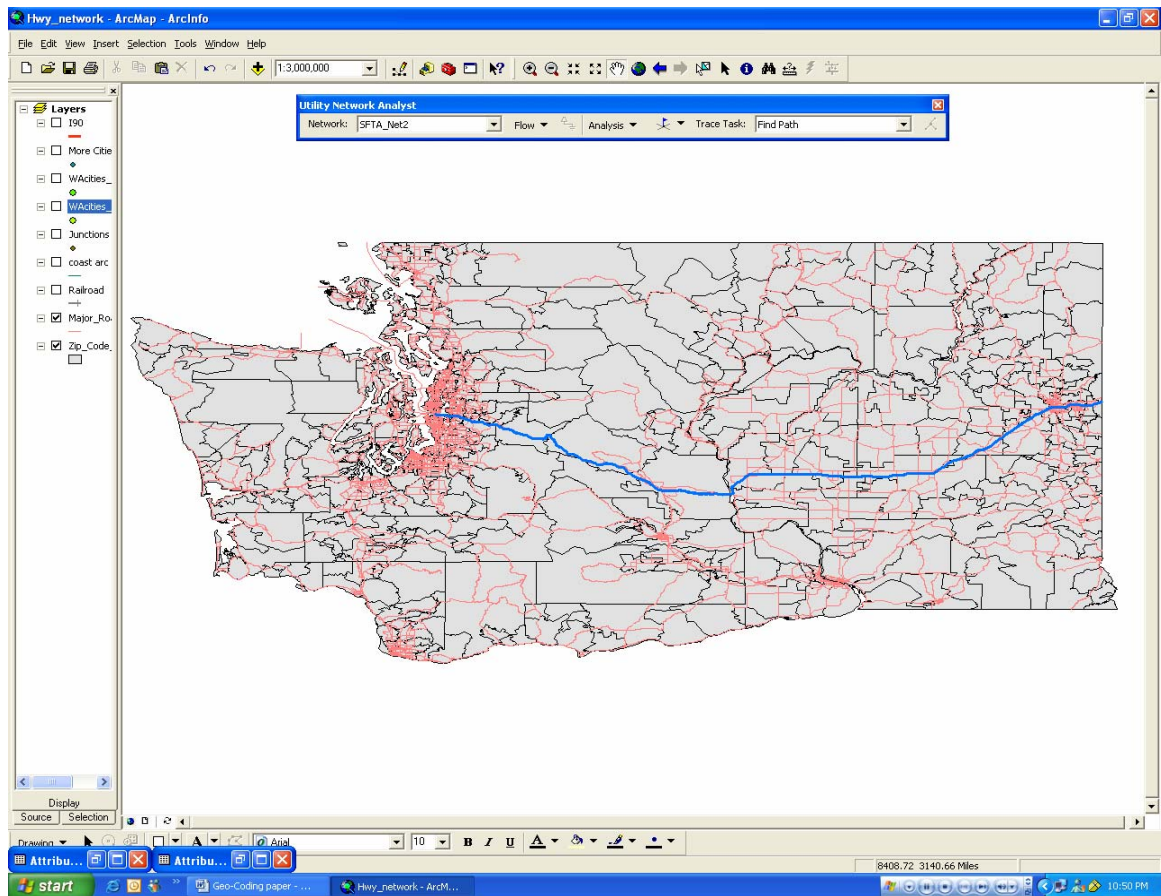 Hwy_network - ArcMap - ArcInfo
File Edit View Insert Selection Tools Window Help
1:3,000,000
Layers
I90
More Citie
WAcities_
WAcities_
Junctions
coast arc
Railroad
Major_Ro
Zip_Code_
Display
Source Selection
Utility Network Analyst
Network: SFTA_Net2 Flow Analysis Trace Task: Find Path
Drawing Arial 10 B I U A
Attribu... Attribu...
8408.72 3140.66 Miles
start Geo-Coding paper - ... Hwy_network - ArcM... 10:50 PM